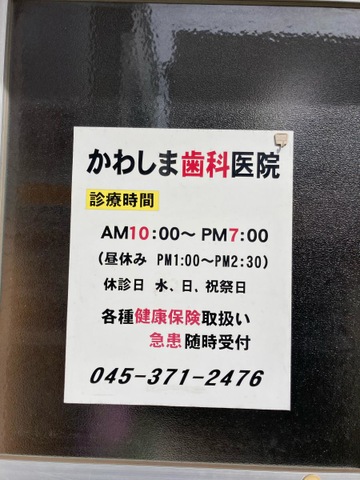 かわしま歯科医院
診療時間
AM10:00〜PM7:00
(昼休み PM1:00〜PM2:30)
休診日 水、日、祝祭日
各種健康保険取扱い
急患随時受付
045-371-2476